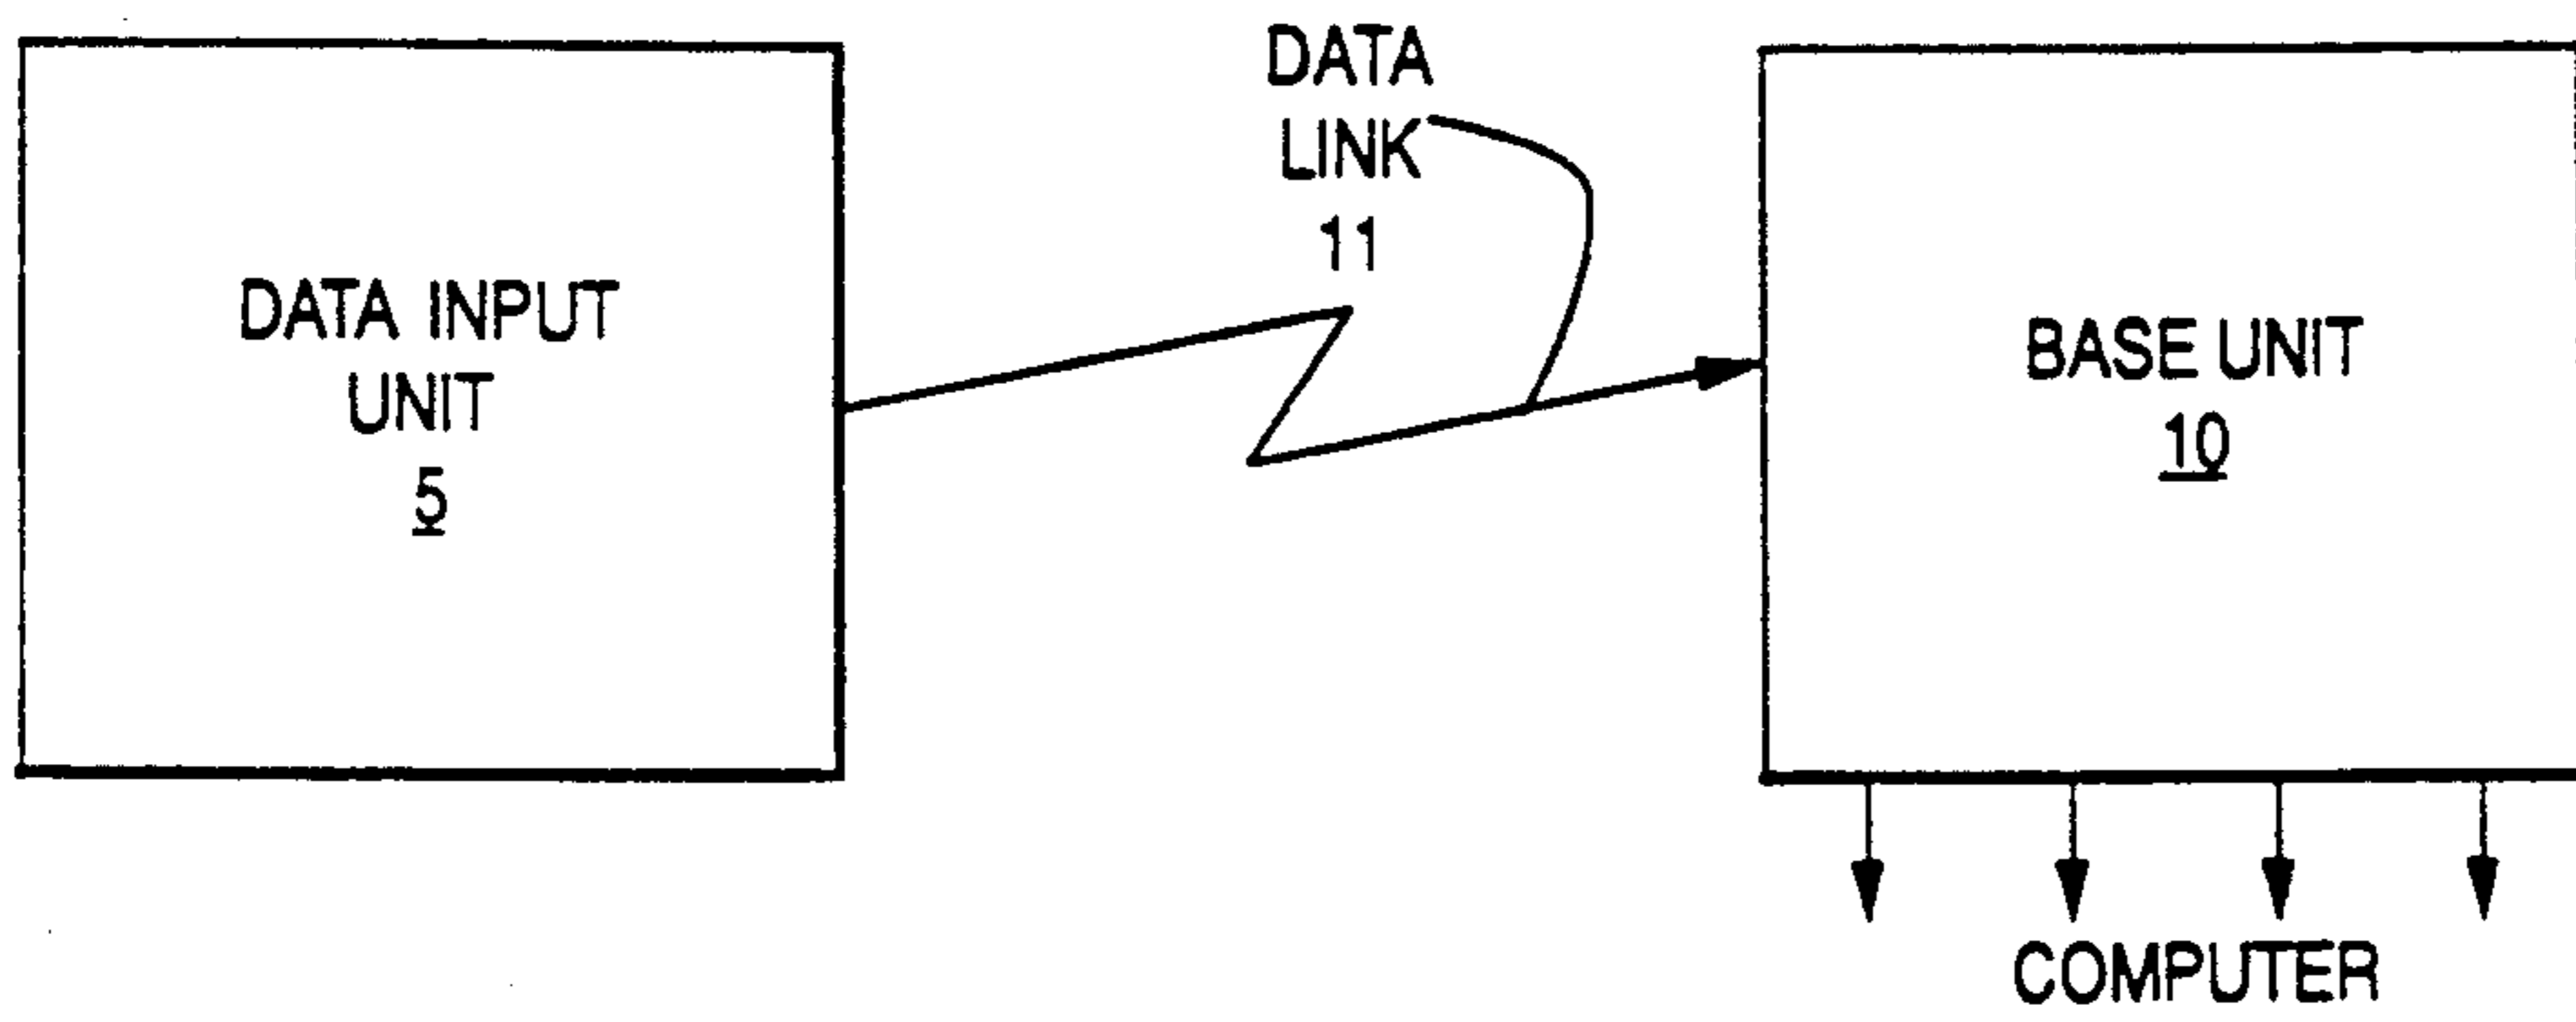 DATA INPUT
UNIT
5
DATA
LINK
11
BASE UNIT
10
COMPUTER